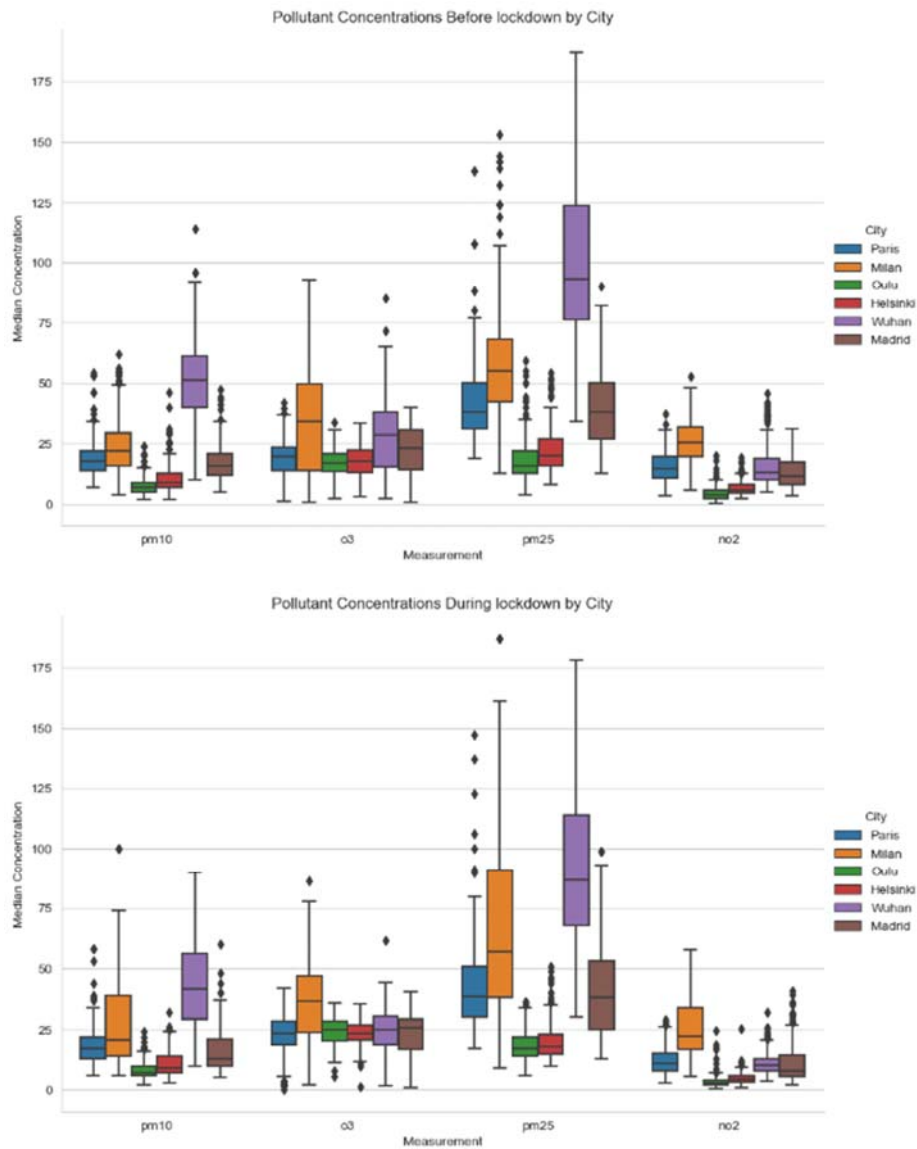 Pollutant Concentrations Before lockdown by City
Median Concentration
175
150
125
100
75
50
25
0
pm10 o3 pm25 no2
Measurement
City
Paris
Milan
Oulu
Helsinki
Wuhan
Madrid
Pollutant Concentrations During lockdown by City
Median Concentration
175
150
125
100
75
50
25
0
pm10 o3 pm25 no2
Measurement
City
Paris
Milan
Oulu
Helsinki
Wuhan
Madrid